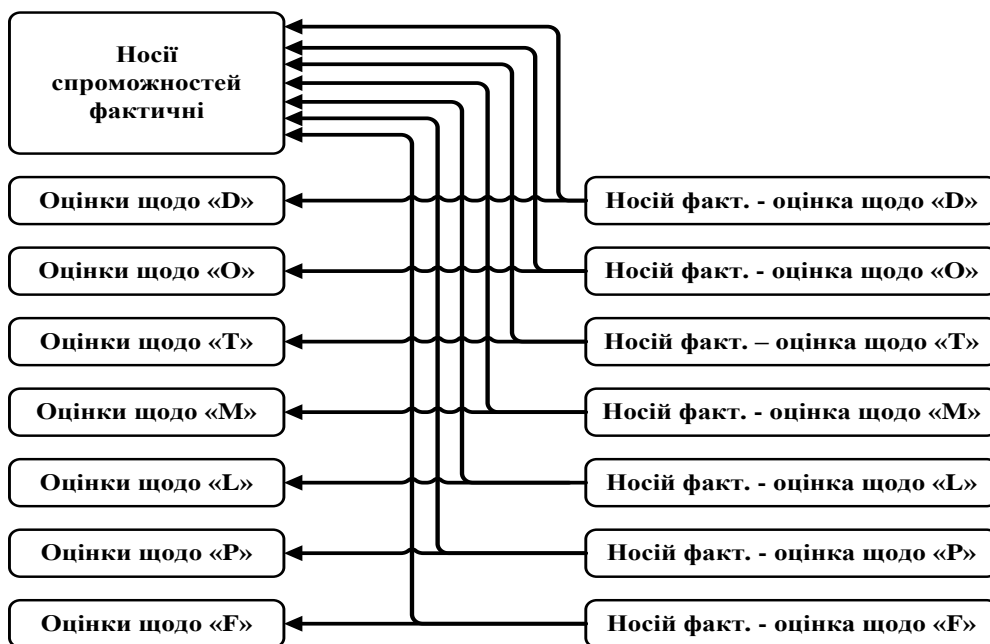 Носії
спроможностей
фактичні
Оцінки щодо «D»
Носій факт. - оцінка щодо «D»
Оцінки щодо «O»
Носій факт. - оцінка щодо «O»
Оцінки щодо «T»
Носій факт. – оцінка щодо «T»
Оцінки щодо «M»
Носій факт. - оцінка щодо «M»
Оцінки щодо «L»
Носій факт. - оцінка щодо «L»
Оцінки щодо «P»
Носій факт. - оцінка щодо «P»
Оцінки щодо «F»
Носій факт. - оцінка щодо «F»